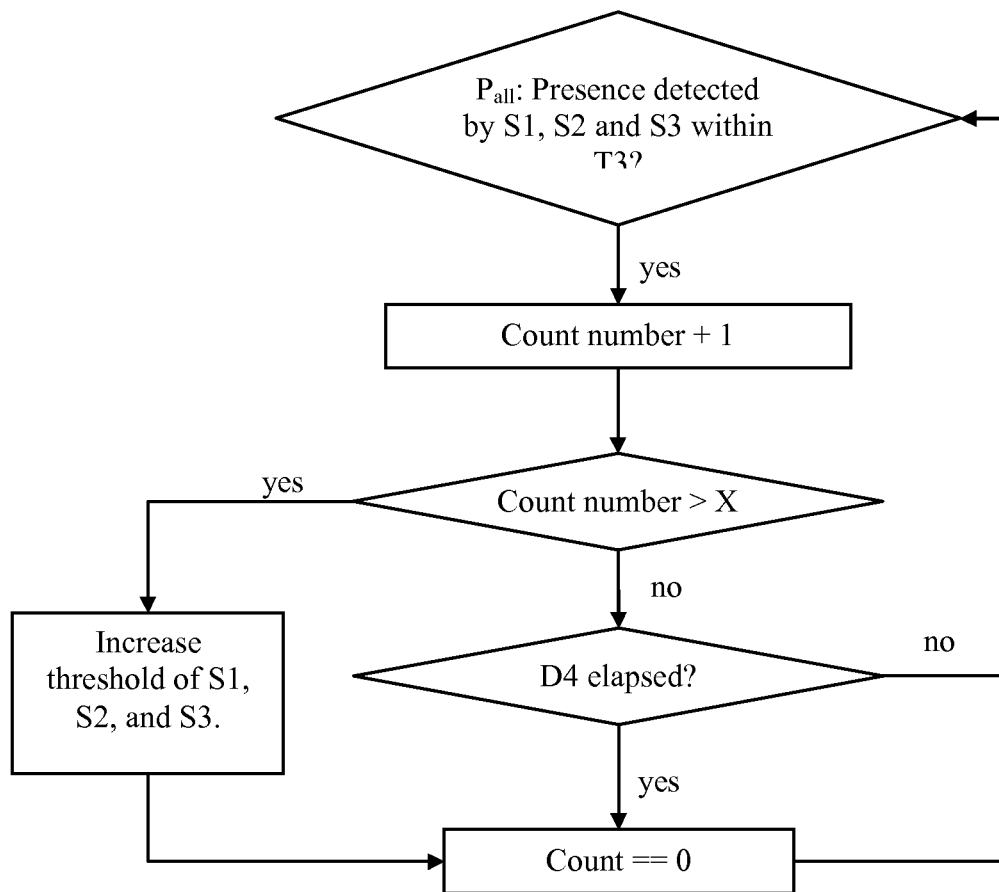 P_all: Presence detected
by S1, S2 and S3 within
T3?
yes
Count number + 1
yes
Count number > X
no
Increase
threshold of S1,
S2, and S3.
D4 elapsed?
no
yes
Count == 0